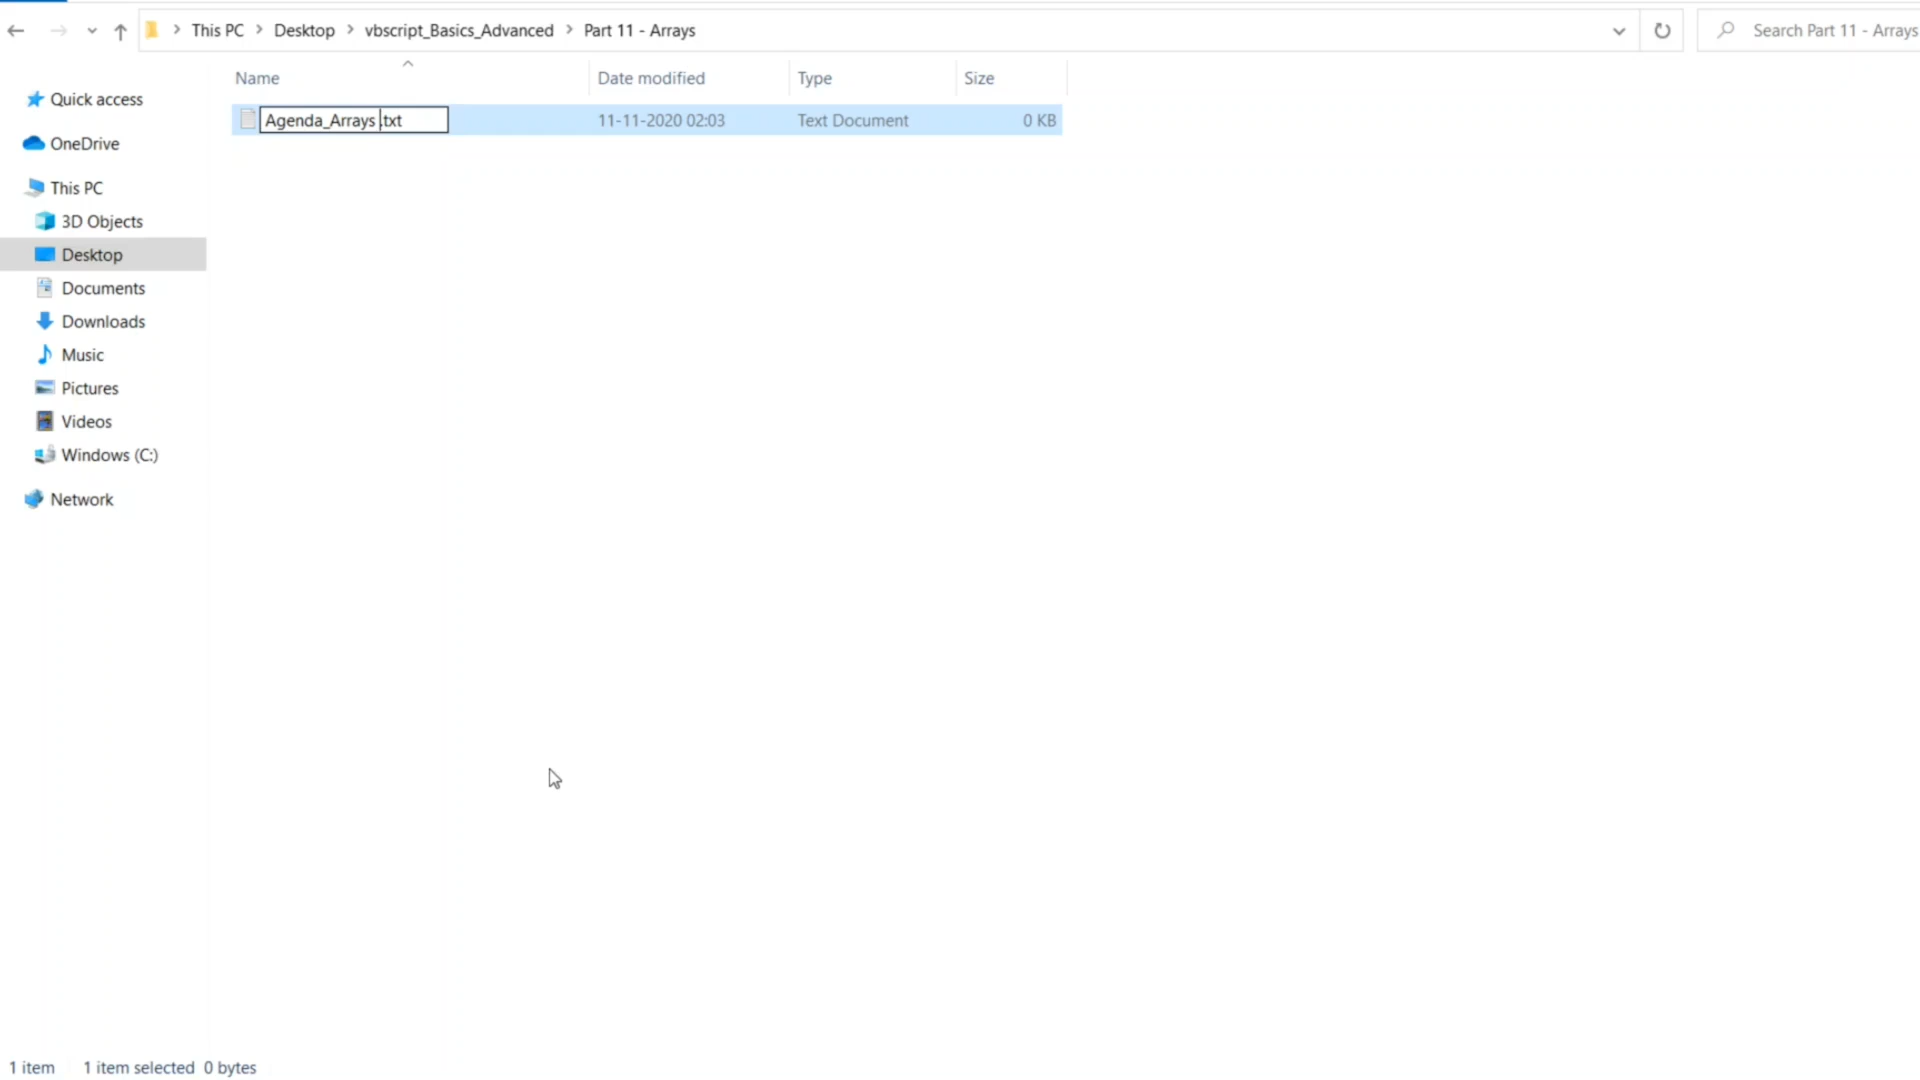 This PC > Desktop > vbscript_Basics_Advanced > Part 11 - Arrays
Search Part 11 - Arrays
Name Date modified Type Size
Agenda_Arrays .txt 11-11-2020 02:03 Text Document 0 KB
Quick access
OneDrive
This PC
3D Objects
Desktop
Documents
Downloads
Music
Pictures
Videos
Windows (C:)
Network
1 item 1 item selected 0 bytes